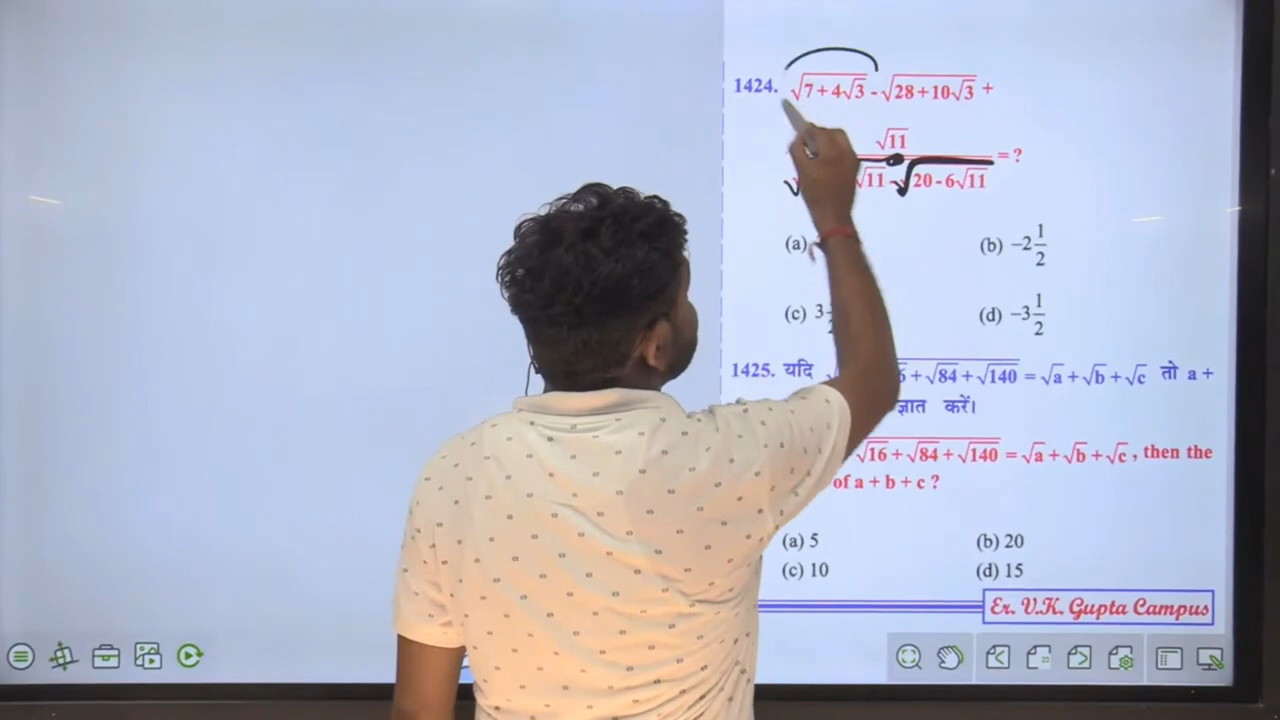 1424. √(7+4√3) - √(28+10√3) +
√11
√11 - √(20-6√11) = ?
(a)
(b) -2 1/2
(c) 3
(d) -3 1/2
1425. यदि √84+√140 = √a+√b+√c तो a +
ज्ञात करें।
√16+√84+√140 = √a+√b+√c, then the
of a + b + c ?
(a) 5
(b) 20
(c) 10
(d) 15
Er. V.K. Gupta Campus